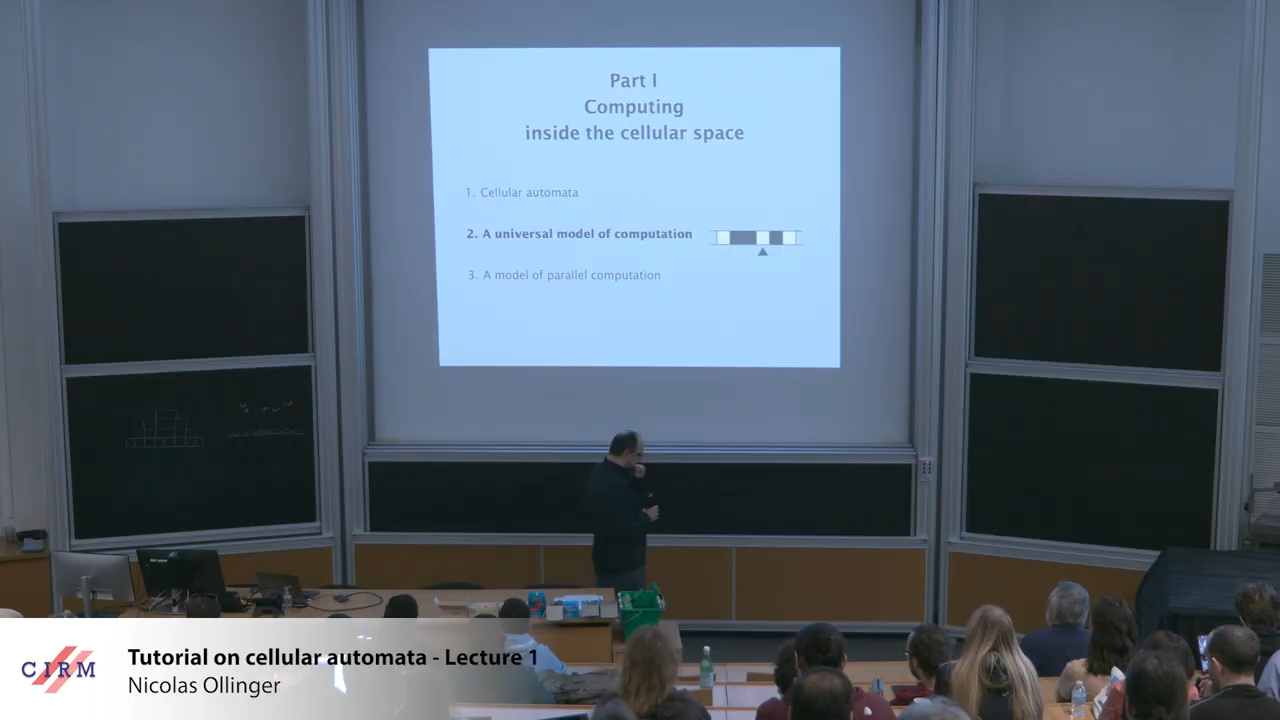 Part I
Computing
inside the cellular space
1. Cellular automata
2. A universal model of computation
3. A model of parallel computation
CIRM
Tutorial on cellular automata - Lecture 1
Nicolas Ollinger